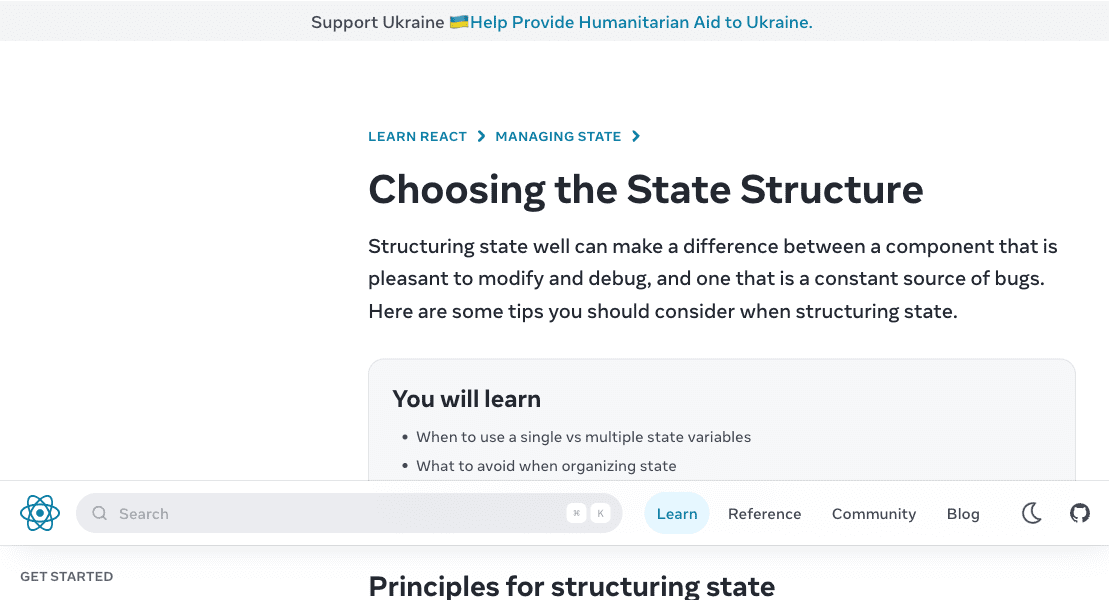 Support Ukraine 🇺🇦Help Provide Humanitarian Aid to Ukraine.
LEARN REACT
MANAGING STATE
Choosing the State Structure
Structuring state well can make a difference between a component that is
pleasant to modify and debug, and one that is a constant source of bugs.
Here are some tips you should consider when structuring state.
You will learn
• When to use a single vs multiple state variables
• What to avoid when organizing state
Search ⌘ K Learn Reference Community Blog
GET STARTED
Principles for structuring state